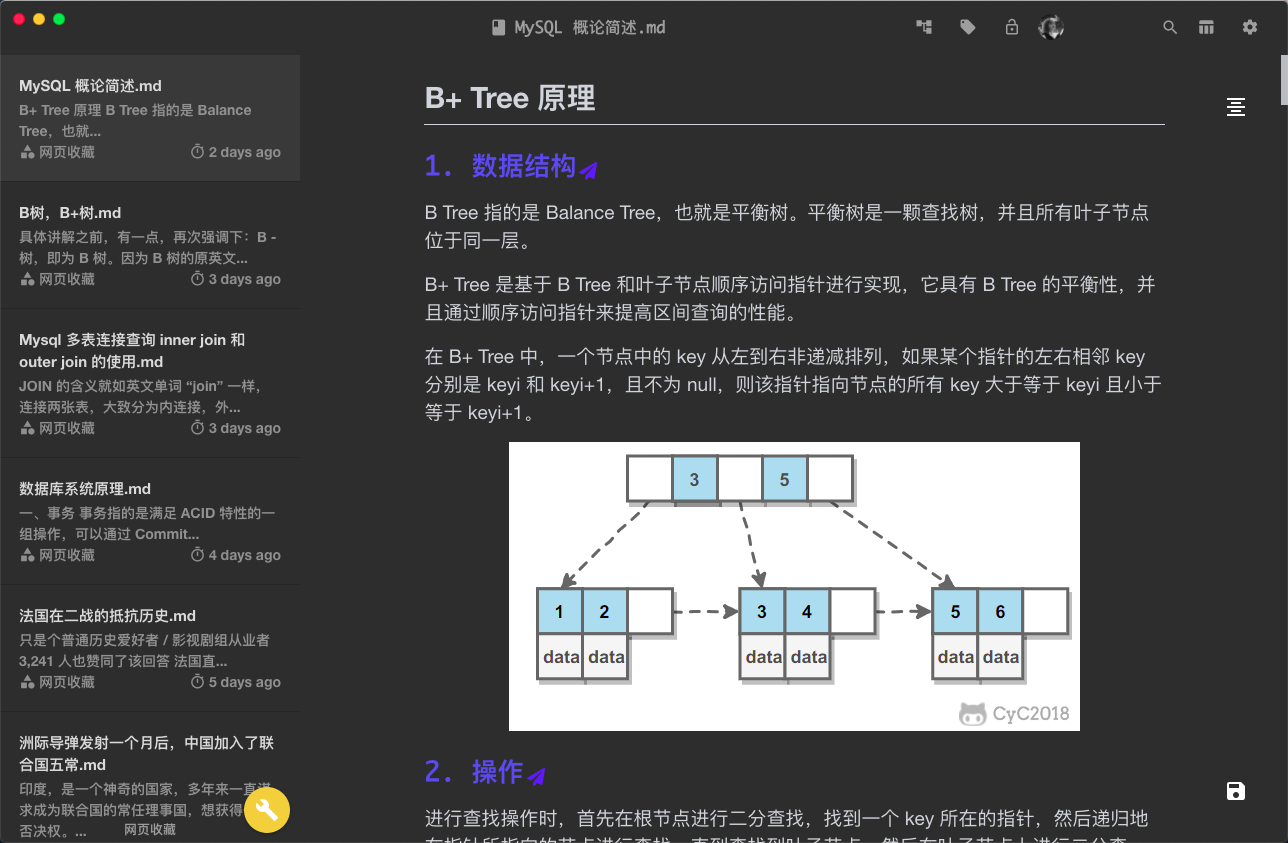 MySQL 概论简述.md
MySQL 概论简述.md
B+ Tree 原理 B Tree 指的是 Balance
Tree，也就...
网页收藏 2 days ago
B树，B+树.md
具体讲解之前，有一点，再次强调下：B -
树，即为 B 树。因为 B 树的原英文...
网页收藏 3 days ago
Mysql 多表连接查询 inner join 和
outer join 的使用.md
JOIN 的含义就如英文单词 “join” 一样，
连接两张表，大致分为内连接，外...
网页收藏 3 days ago
数据库系统原理.md
一、事务 事务指的是满足 ACID 特性的一
组操作，可以通过 Commit...
网页收藏 4 days ago
法国在二战的抵抗历史.md
只是个普通历史爱好者 / 影视剧组从业者
3,241 人也赞同了该回答 法国直...
网页收藏 5 days ago
洲际导弹发射一个月后，中国加入了联
合国五常.md
印度，是一个神奇的国家，多年来一直谋
求成为联合国的常任理事国，想获得
否决权。...
网页收藏
B+ Tree 原理
1. 数据结构
B Tree 指的是 Balance Tree，也就是平衡树。平衡树是一颗查找树，并且所有叶子节点
位于同一层。
B+ Tree 是基于 B Tree 和叶子节点顺序访问指针进行实现，它具有 B Tree 的平衡性，并
且通过顺序访问指针来提高区间查询的性能。
在 B+ Tree 中，一个节点中的 key 从左到右非递减排列，如果某个指针的左右相邻 key
分别是 keyi 和 keyi+1，且不为 null，则该指针指向节点的所有 key 大于等于 keyi 且小于
等于 keyi+1。
3 5
1 2 3 4 5 6
data data data data data data
CyC2018
2. 操作
进行查找操作时，首先在根节点进行二分查找，找到一个 key 所在的指针，然后递归地